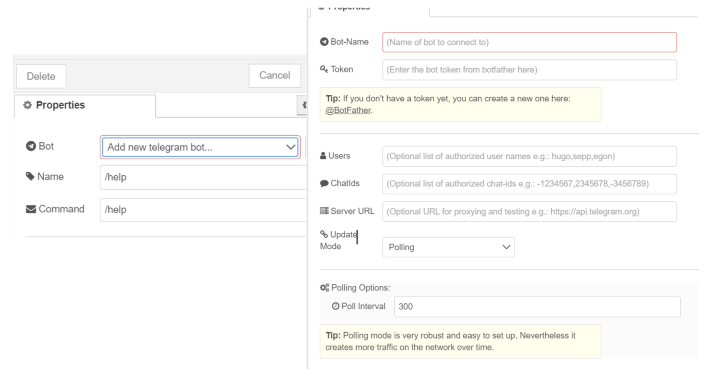 Delete
Cancel
Properties
Bot
Add new telegram bot...
Name
/help
Command
/help
Properties
Bot-Name
(Name of bot to connect to)
Token
(Enter the bot token from botfather here)
Tip: If you don't have a token yet, you can create a new one here:
@BotFather.
Users
(Optional list of authorized user names e.g.: hugo,sepp,egon)
ChatIds
(Optional list of authorized chat-ids e.g.: -1234567,2345678,-3456789)
Server URL
(Optional URL for proxying and testing e.g.: https://api.telegram.org)
Update
Mode
Polling
Polling Options:
Poll Interval
300
Tip: Polling mode is very robust and easy to set up. Nevertheless it
creates more traffic on the network over time.